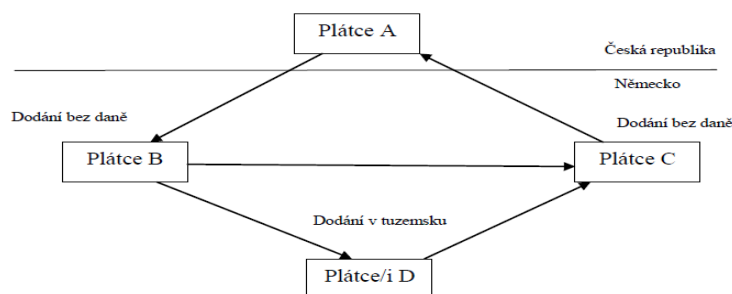 Plátce A
Česká republika
Německo
Dodání bez daně
Dodání bez daně
Plátce B
Plátce C
Dodání v tuzemsku
Plátce/i D